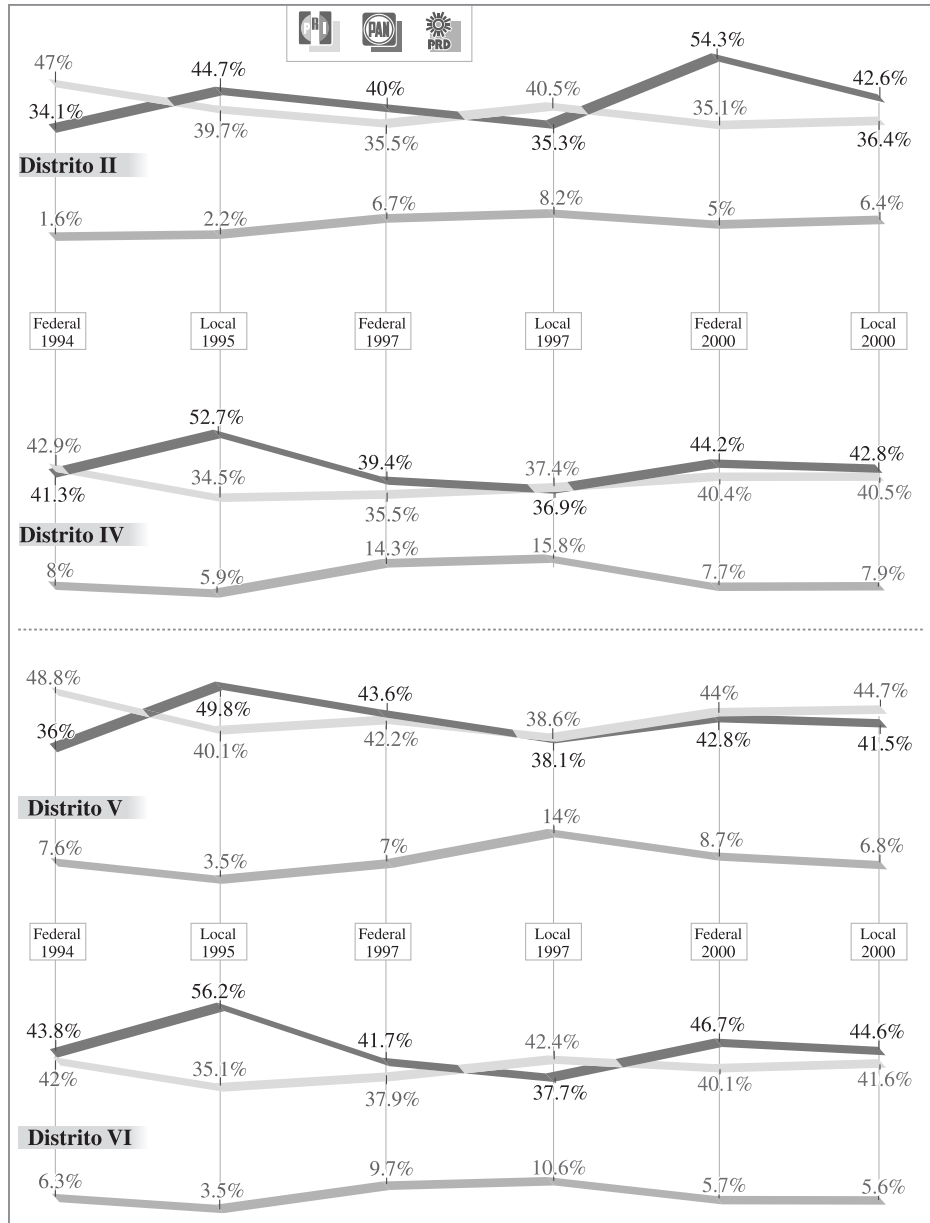 PRI PAN PRD
54.3%
47% 44.7% 40% 40.5% 35.1% 42.6%
34.1% 39.7% 35.5% 35.3% 36.4%
Distrito II
1.6% 2.2% 6.7% 8.2% 5% 6.4%
Federal 1994
Local 1995
Federal 1997
Local 1997
Federal 2000
Local 2000
52.7%
42.9% 34.5% 39.4% 37.4% 44.2% 42.8%
41.3% 35.5% 36.9% 40.4% 40.5%
Distrito IV
8% 5.9% 14.3% 15.8% 7.7% 7.9%
48.8% 43.6% 38.6% 44% 44.7%
36% 49.8% 42.2% 42.8% 41.5%
40.1% 38.1%
Distrito V
7.6% 3.5% 7% 14% 8.7% 6.8%
Federal 1994
Local 1995
Federal 1997
Local 1997
Federal 2000
Local 2000
56.2%
43.8% 35.1% 41.7% 42.4% 46.7% 44.6%
42% 37.9% 37.7% 40.1% 41.6%
Distrito VI
6.3% 3.5% 9.7% 10.6% 5.7% 5.6%